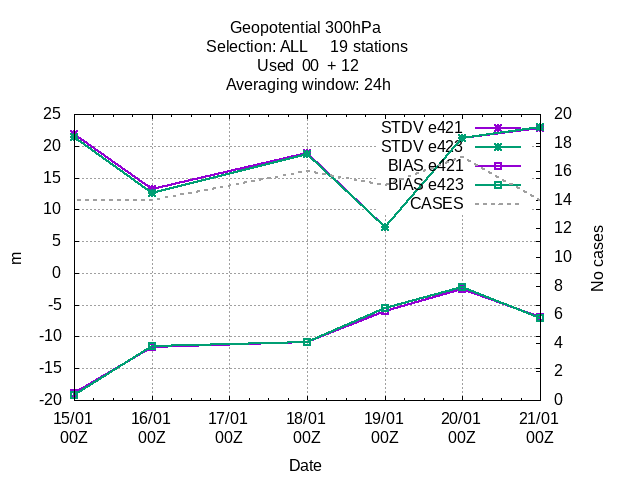 Geopotential 300hPa
Selection: ALL     19 stations
Used  00  + 12
Averaging window: 24h
25
20
15
10
5
0
-5
-10
-15
-20
m
20
18
16
14
12
10
8
6
4
2
0
No cases
STDV e421
STDV e423
BIAS e421
BIAS e423
CASES
15/01 16/01 17/01 18/01 19/01 20/01 21/01
00Z 00Z 00Z 00Z 00Z 00Z 00Z
Date